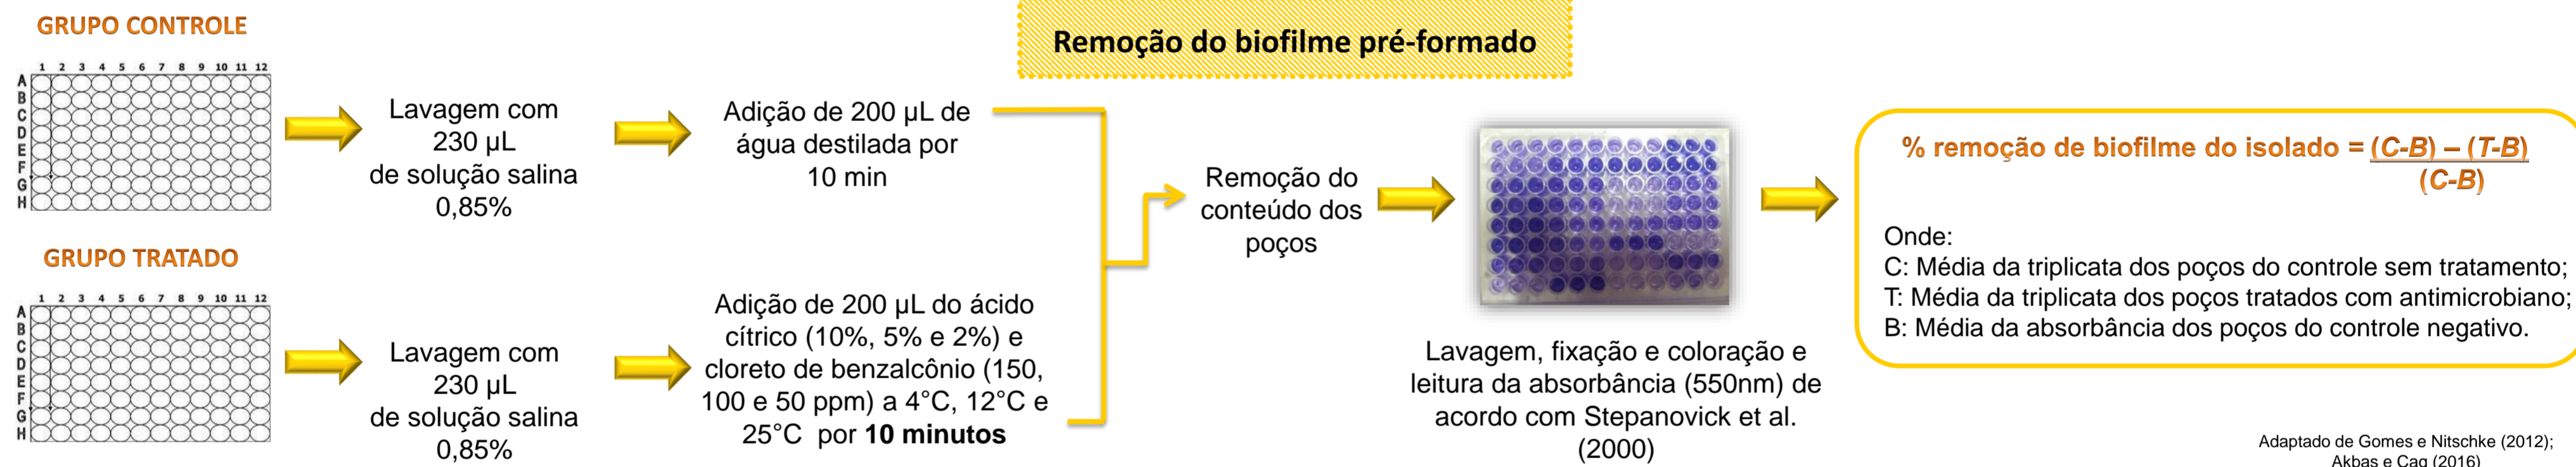 Remoção do biofilme pré-formado
GRUPO CONTROLE
1 2 3 4 5 6 7 8 9 10 11 12
A
B
C
D
E
F
G
H
Lavagem com
230 µL
de solução salina
0,85%
Adição de 200 µL de
água destilada por
10 min
GRUPO TRATADO
1 2 3 4 5 6 7 8 9 10 11 12
A
B
C
D
E
F
G
H
Lavagem com
230 µL
de solução salina
0,85%
Adição de 200 µL do ácido
cítrico (10%, 5% e 2%) e
cloreto de benzalcônio (150,
100 e 50 ppm) a 4°C, 12°C e
25°C por 10 minutos
Remoção do
conteúdo dos
poços
Lavagem, fixação e coloração e
leitura da absorbância (550nm) de
acordo com Stepanovick et al.
(2000)
% remoção de biofilme do isolado = (C-B) – (T-B)
(C-B)
Onde:
C: Média da triplicata dos poços do controle sem tratamento;
T: Média da triplicata dos poços tratados com antimicrobiano;
B: Média da absorbância dos poços do controle negativo.
Adaptado de Gomes e Nitschke (2012);
Akbas e Cag (2016)